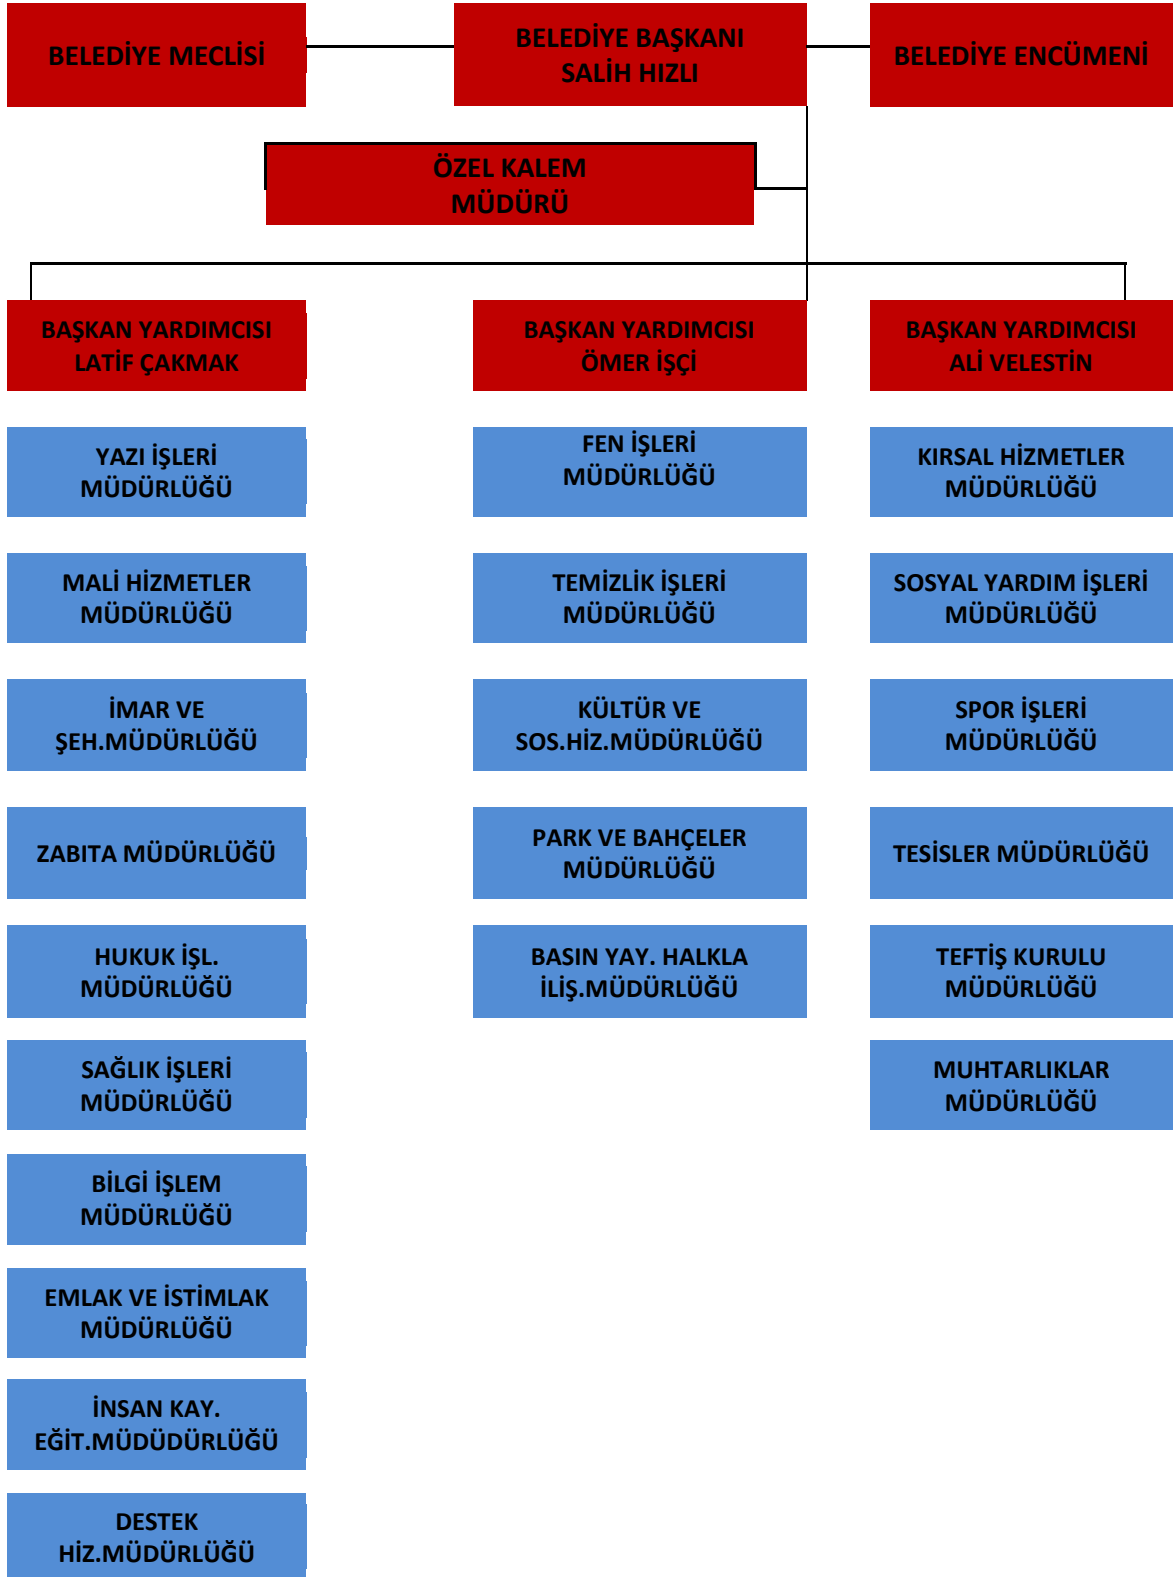 BELEDİYE MECLİSİ
BELEDİYE BAŞKANI
SALİH HIZLI
BELEDİYE ENCÜMENİ
ÖZEL KALEM
MÜDÜRÜ
BAŞKAN YARDIMCISI
LATİF ÇAKMAK
YAZI İŞLERİ
MÜDÜRLÜĞÜ
MALİ HİZMETLER
MÜDÜRLÜĞÜ
İMAR VE
ŞEH.MÜDÜRLÜĞÜ
ZABITA MÜDÜRLÜĞÜ
HUKUK İŞL.
MÜDÜRLÜĞÜ
SAĞLIK İŞLERİ
MÜDÜRLÜĞÜ
BİLGİ İŞLEM
MÜDÜRLÜĞÜ
EMLAK VE İSTİMLAK
MÜDÜRLÜĞÜ
İNSAN KAY.
EĞİT.MÜDÜDÜRLÜĞÜ
DESTEK
HİZ.MÜDÜRLÜĞÜ
BAŞKAN YARDIMCISI
ÖMER İŞÇİ
FEN İŞLERİ
MÜDÜRLÜĞÜ
TEMİZLİK İŞLERİ
MÜDÜRLÜĞÜ
KÜLTÜR VE
SOS.HİZ.MÜDÜRLÜĞÜ
PARK VE BAHÇELER
MÜDÜRLÜĞÜ
BASIN YAY. HALKLA
İLİŞ.MÜDÜRLÜĞÜ
BAŞKAN YARDIMCISI
ALİ VELESTİN
KIRSAL HİZMETLER
MÜDÜRLÜĞÜ
SOSYAL YARDIM İŞLERİ
MÜDÜRLÜĞÜ
SPOR İŞLERİ
MÜDÜRLÜĞÜ
TESİSLER MÜDÜRLÜĞÜ
TEFTİŞ KURULU
MÜDÜRLÜĞÜ
MUHTARLIKLAR
MÜDÜRLÜĞÜ